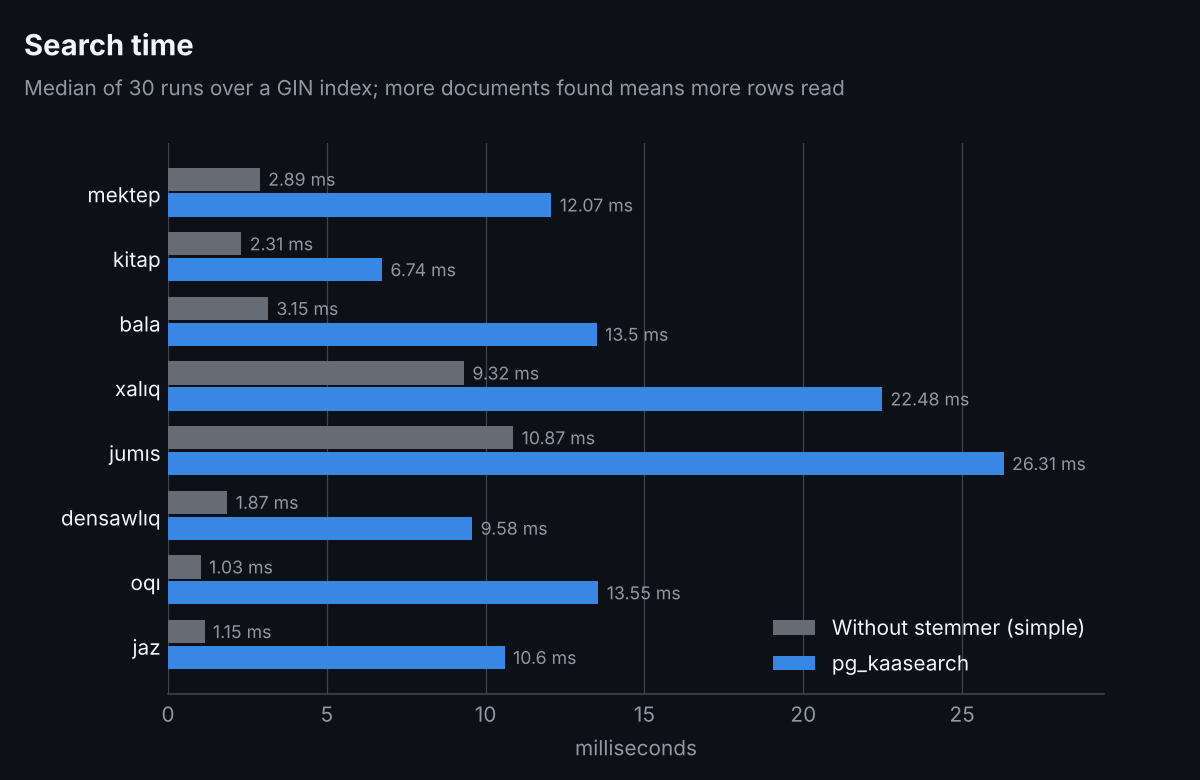 Search time
Median of 30 runs over a GIN index; more documents found means more rows read
mektep
2.89 ms
12.07 ms
kitap
2.31 ms
6.74 ms
bala
3.15 ms
13.5 ms
xalıq
9.32 ms
22.48 ms
jumıs
10.87 ms
26.31 ms
densawlıq
1.87 ms
9.58 ms
oqı
1.03 ms
13.55 ms
jaz
1.15 ms
10.6 ms
Without stemmer (simple)
pg_kaasearch
0 5 10 15 20 25
milliseconds